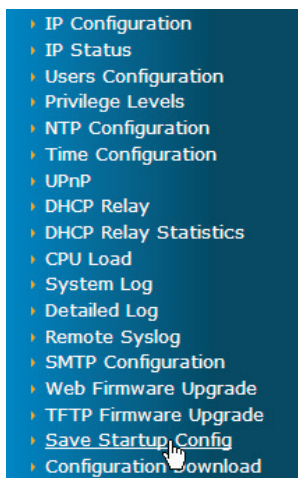 IP Configuration
IP Status
Users Configuration
Privilege Levels
NTP Configuration
Time Configuration
UPnP
DHCP Relay
DHCP Relay Statistics
CPU Load
System Log
Detailed Log
Remote Syslog
SMTP Configuration
Web Firmware Upgrade
TFTP Firmware Upgrade
Save Startup Config
Configuration Download